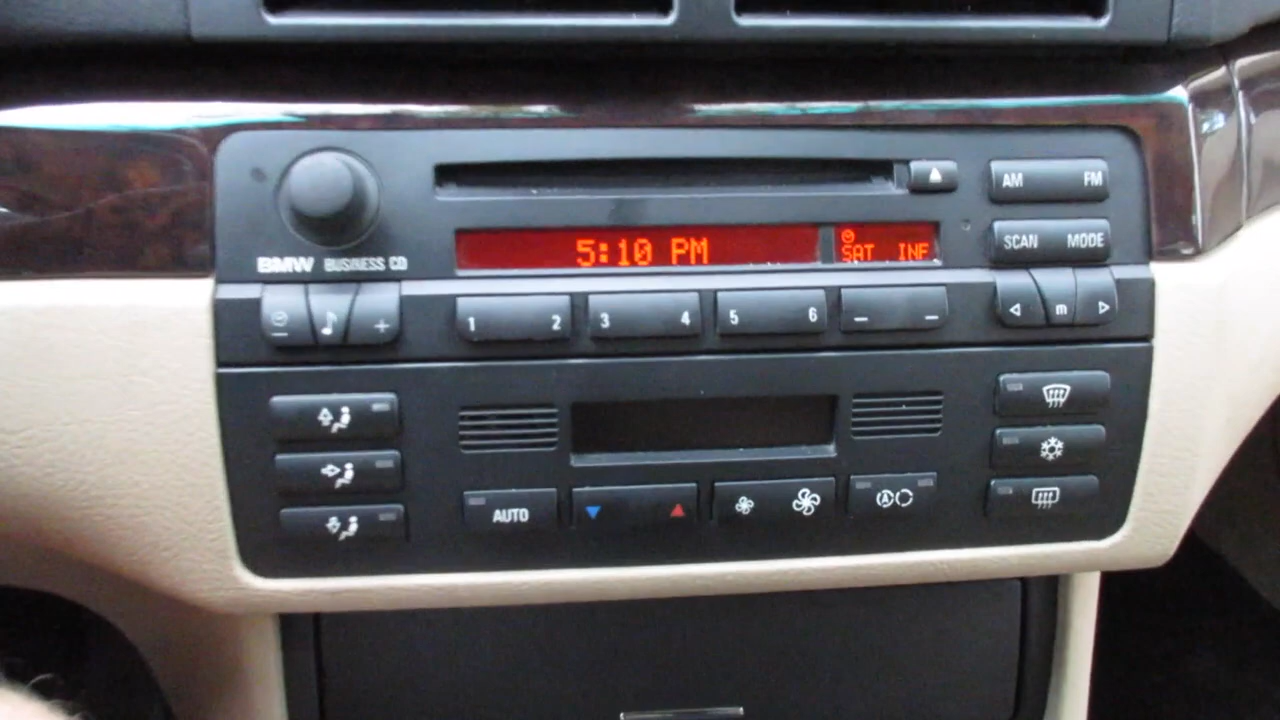 AM FM
5:10 PM SAT INF
SCAN MODE
BMW BUSINESS CD
1 2 3 4 5 6 m
AUTO
A